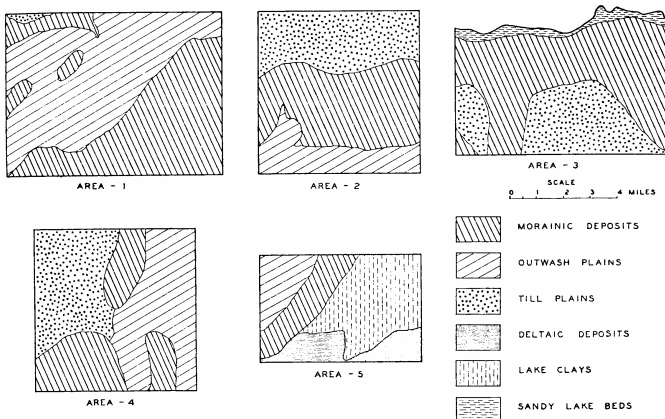 AREA - 1
AREA - 2
AREA - 3
SCALE
0 1 2 3 4 MILES
MORAINIC DEPOSITS
OUTWASH PLAINS
TILL PLAINS
DELTAIC DEPOSITS
LAKE CLAYS
SANDY LAKE BEDS
AREA - 4
AREA - 5